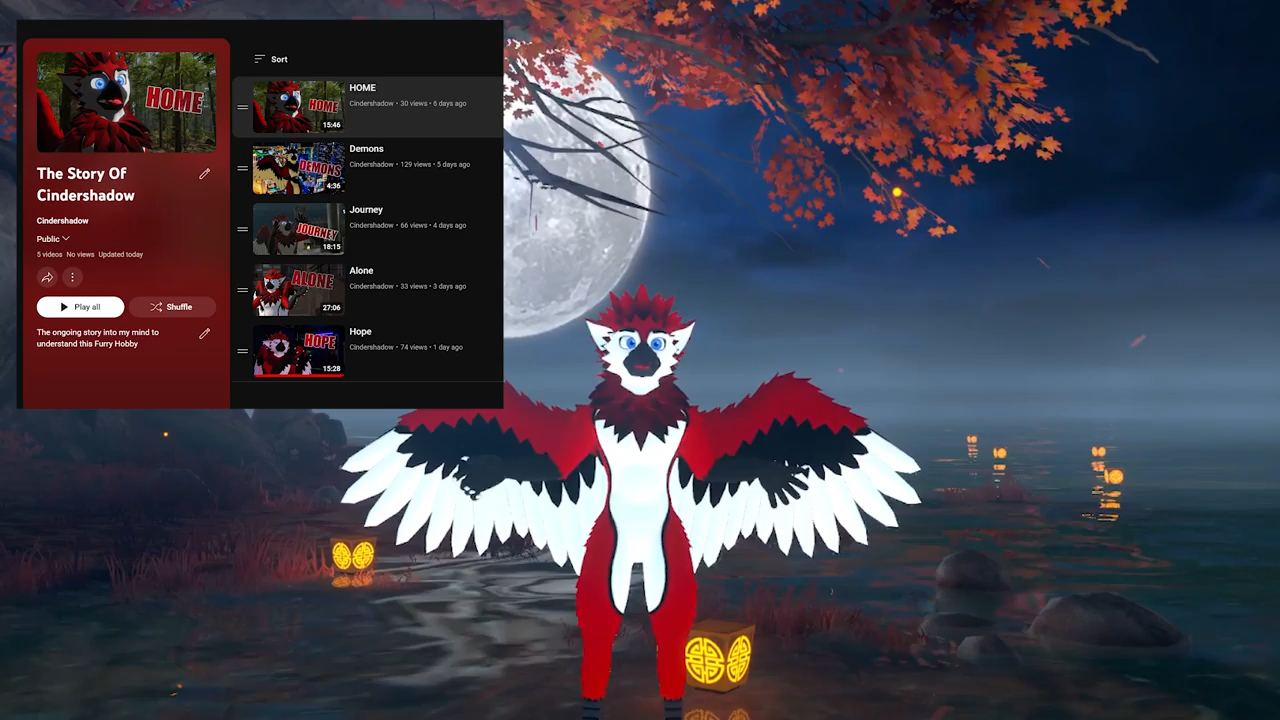 HOME
The Story Of
Cindershadow
Cindershadow
Public
5 videos No views Updated today
Play all
Shuffle
The ongoing story into my mind to
understand this Furry Hobby
Sort
HOME
15:46
HOME
Cindershadow • 30 views • 6 days ago
DEMONS
4:36
Demons
Cindershadow • 129 views • 5 days ago
JOURNEY
18:15
Journey
Cindershadow • 66 views • 4 days ago
ALONE
27:06
Alone
Cindershadow • 33 views • 3 days ago
HOPE
15:28
Hope
Cindershadow • 74 views • 1 day ago